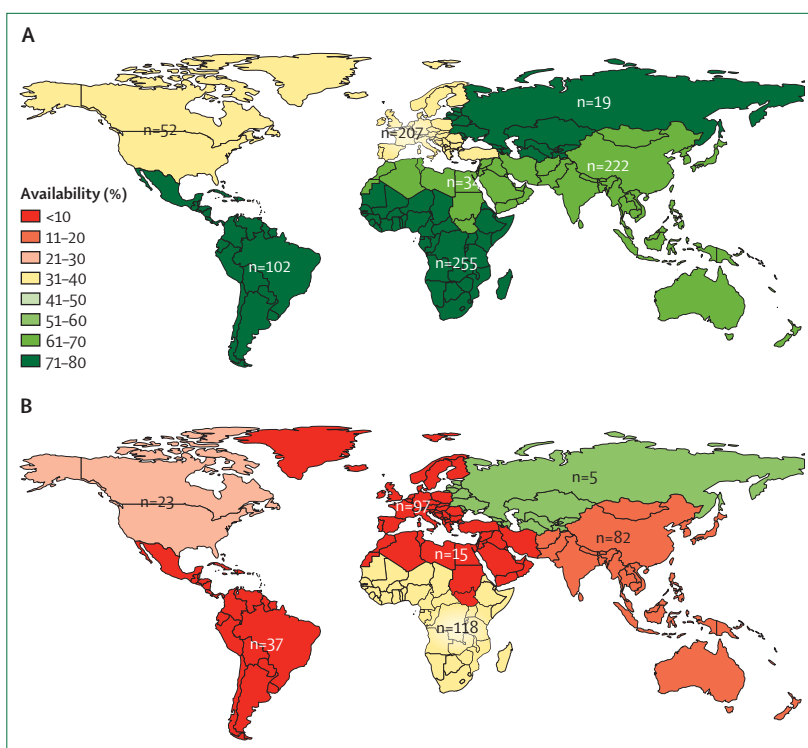 A
n=52
n=19
n=207
n=34
n=222
Availability (%)
<10
11–20
21–30
31–40
41–50
51–60
61–70
71–80
n=102
n=255
B
n=23
n=5
n=97
n=15
n=82
n=118
n=37